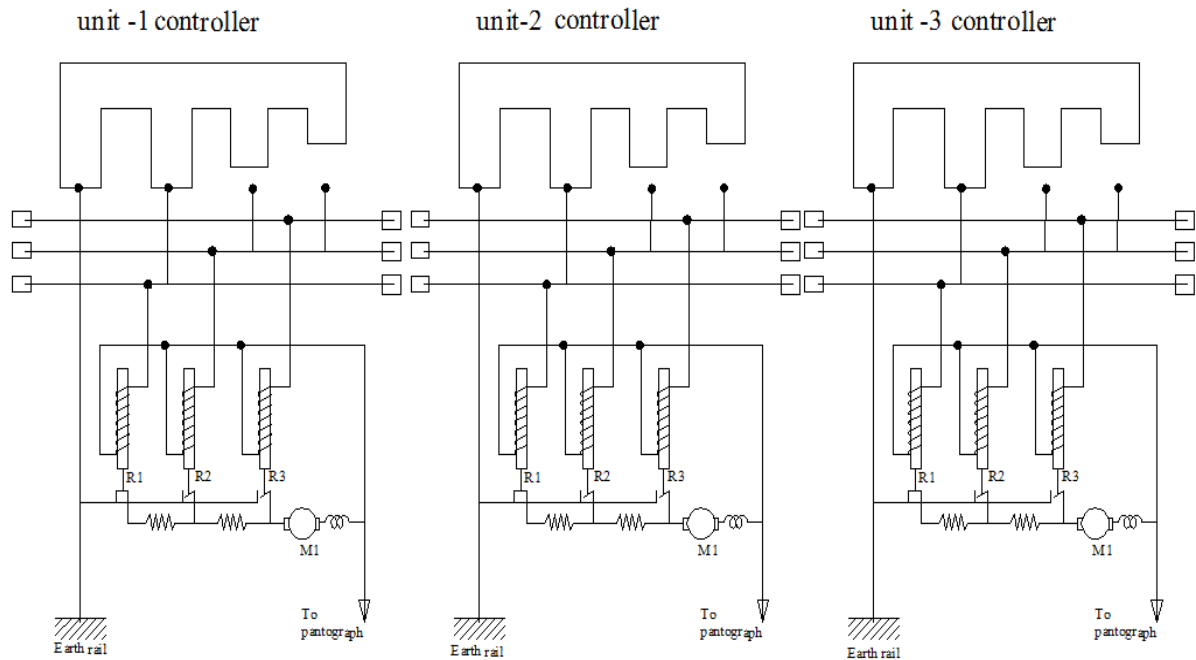 unit -1 controller
unit-2 controller
unit -3 controller
R1
R2
R3
R1
R2
R3
R1
R2
R3
M1
M1
M1
To
pantograph
To
pantograph
To
pantograph
Earth rail
Earth rail
Earth rail